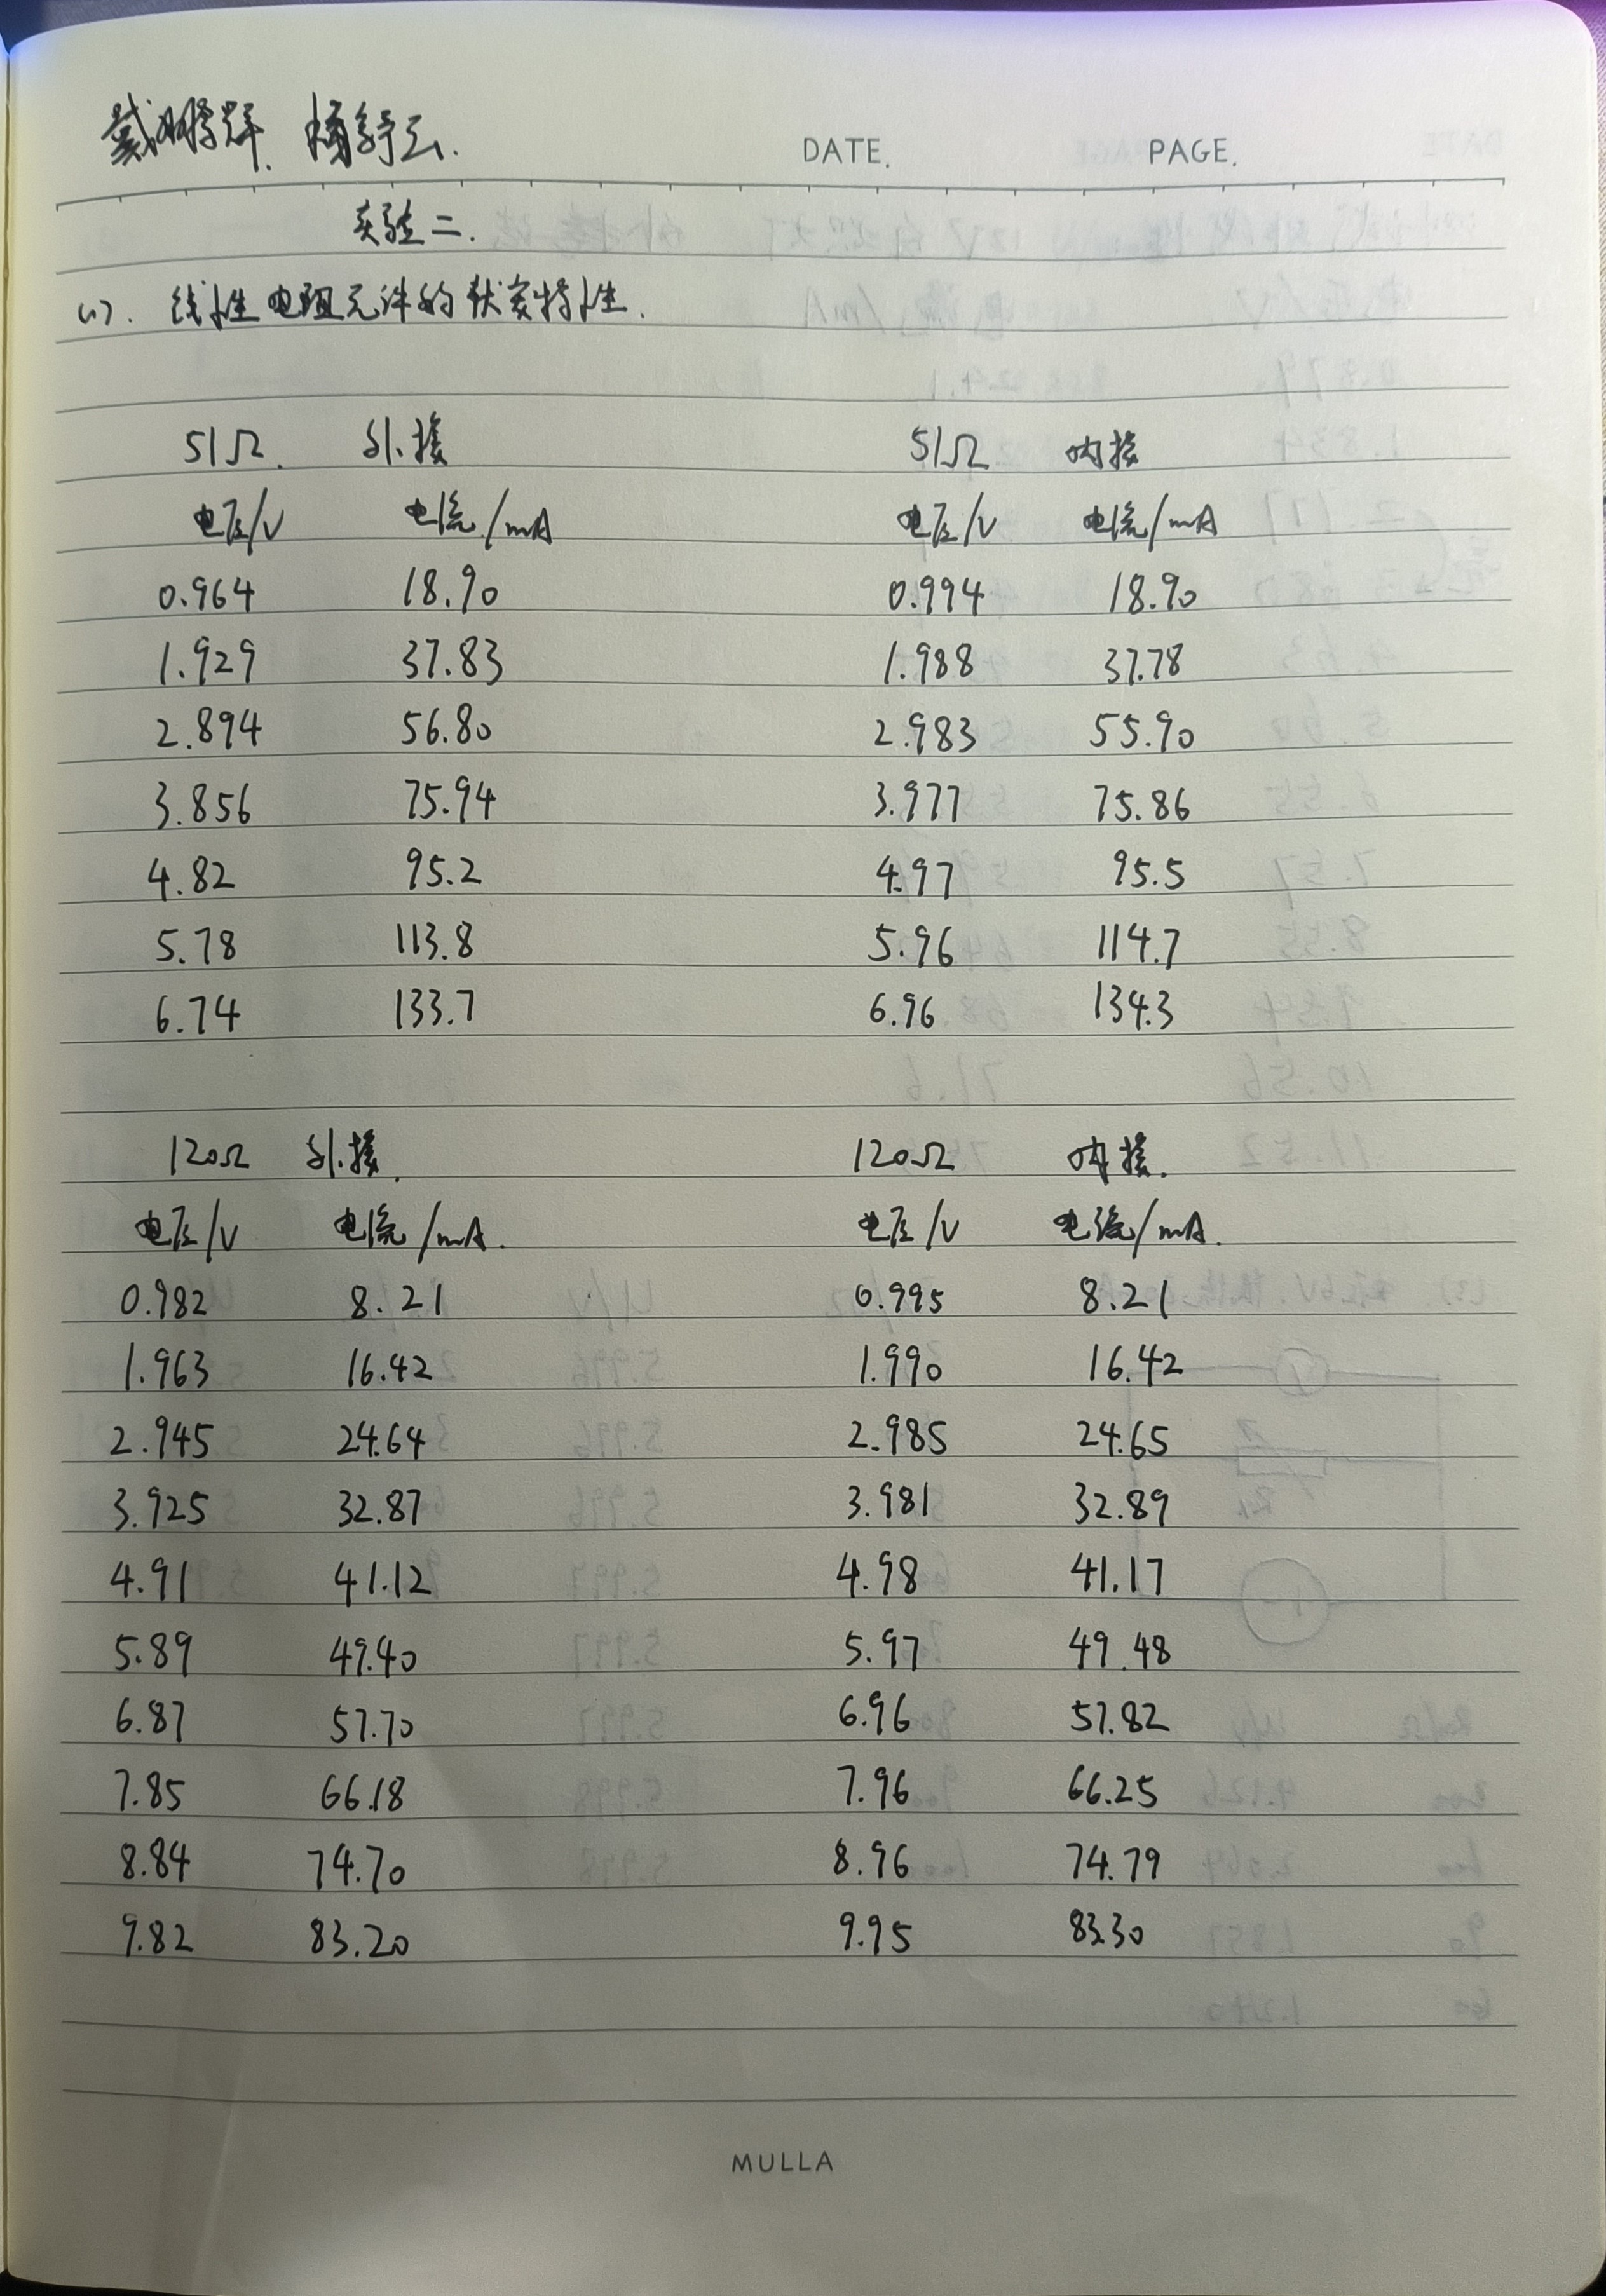 DATE. PAGE.
实验二.
(1). 线性电阻元件的伏安特性.
51Ω. 外接 51Ω 内接
电压/V 电流/mA 电压/V 电流/mA
0.964 18.90 0.994 18.90
1.929 37.83 1.988 37.78
2.894 56.80 2.983 55.90
3.856 75.94 3.977 75.86
4.82 95.2 4.97 95.5
5.78 113.8 5.96 114.7
6.74 133.7 6.96 134.3
120Ω 外接. 120Ω 内接.
电压/V 电流/mA. 电压/V 电流/mA.
0.982 8.21 0.995 8.21
1.963 16.42 1.990 16.42
2.945 24.64 2.985 24.65
3.925 32.87 3.981 32.89
4.91 41.12 4.98 41.17
5.89 49.40 5.97 49.48
6.87 57.70 6.96 57.82
7.85 66.18 7.96 66.25
8.84 74.70 8.96 74.79
9.82 83.20 9.95 83.30
MULLA